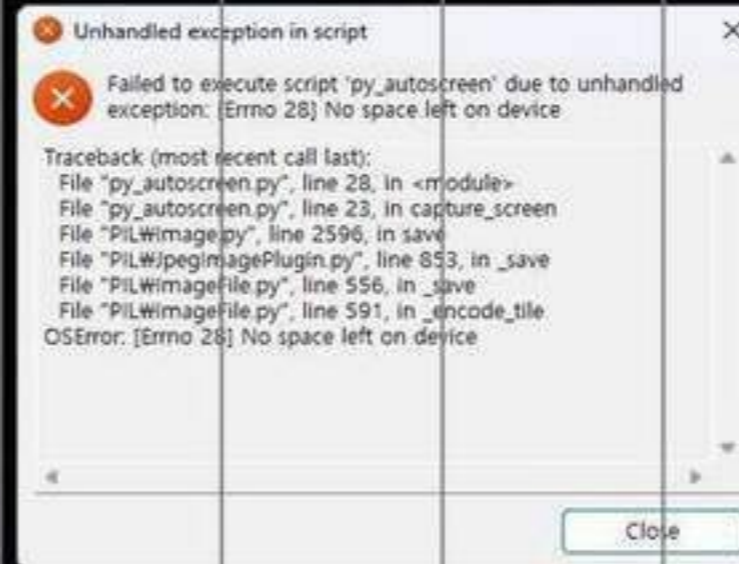 Unhandled exception in script
Failed to execute script 'py_autoscreen' due to unhandled
exception: [Errno 28] No space left on device
Traceback (most recent call last):
File "py_autoscreen.py", line 28, in <module>
File "py_autoscreen.py", line 23, in capture_screen
File "PIL₩Image.py", line 2596, in save
File "PIL₩JpegImagePlugin.py", line 853, in _save
File "PIL₩ImageFile.py", line 556, in _save
File "PIL₩ImageFile.py", line 591, in _encode_tile
OSError: [Errno 28] No space left on device
Close